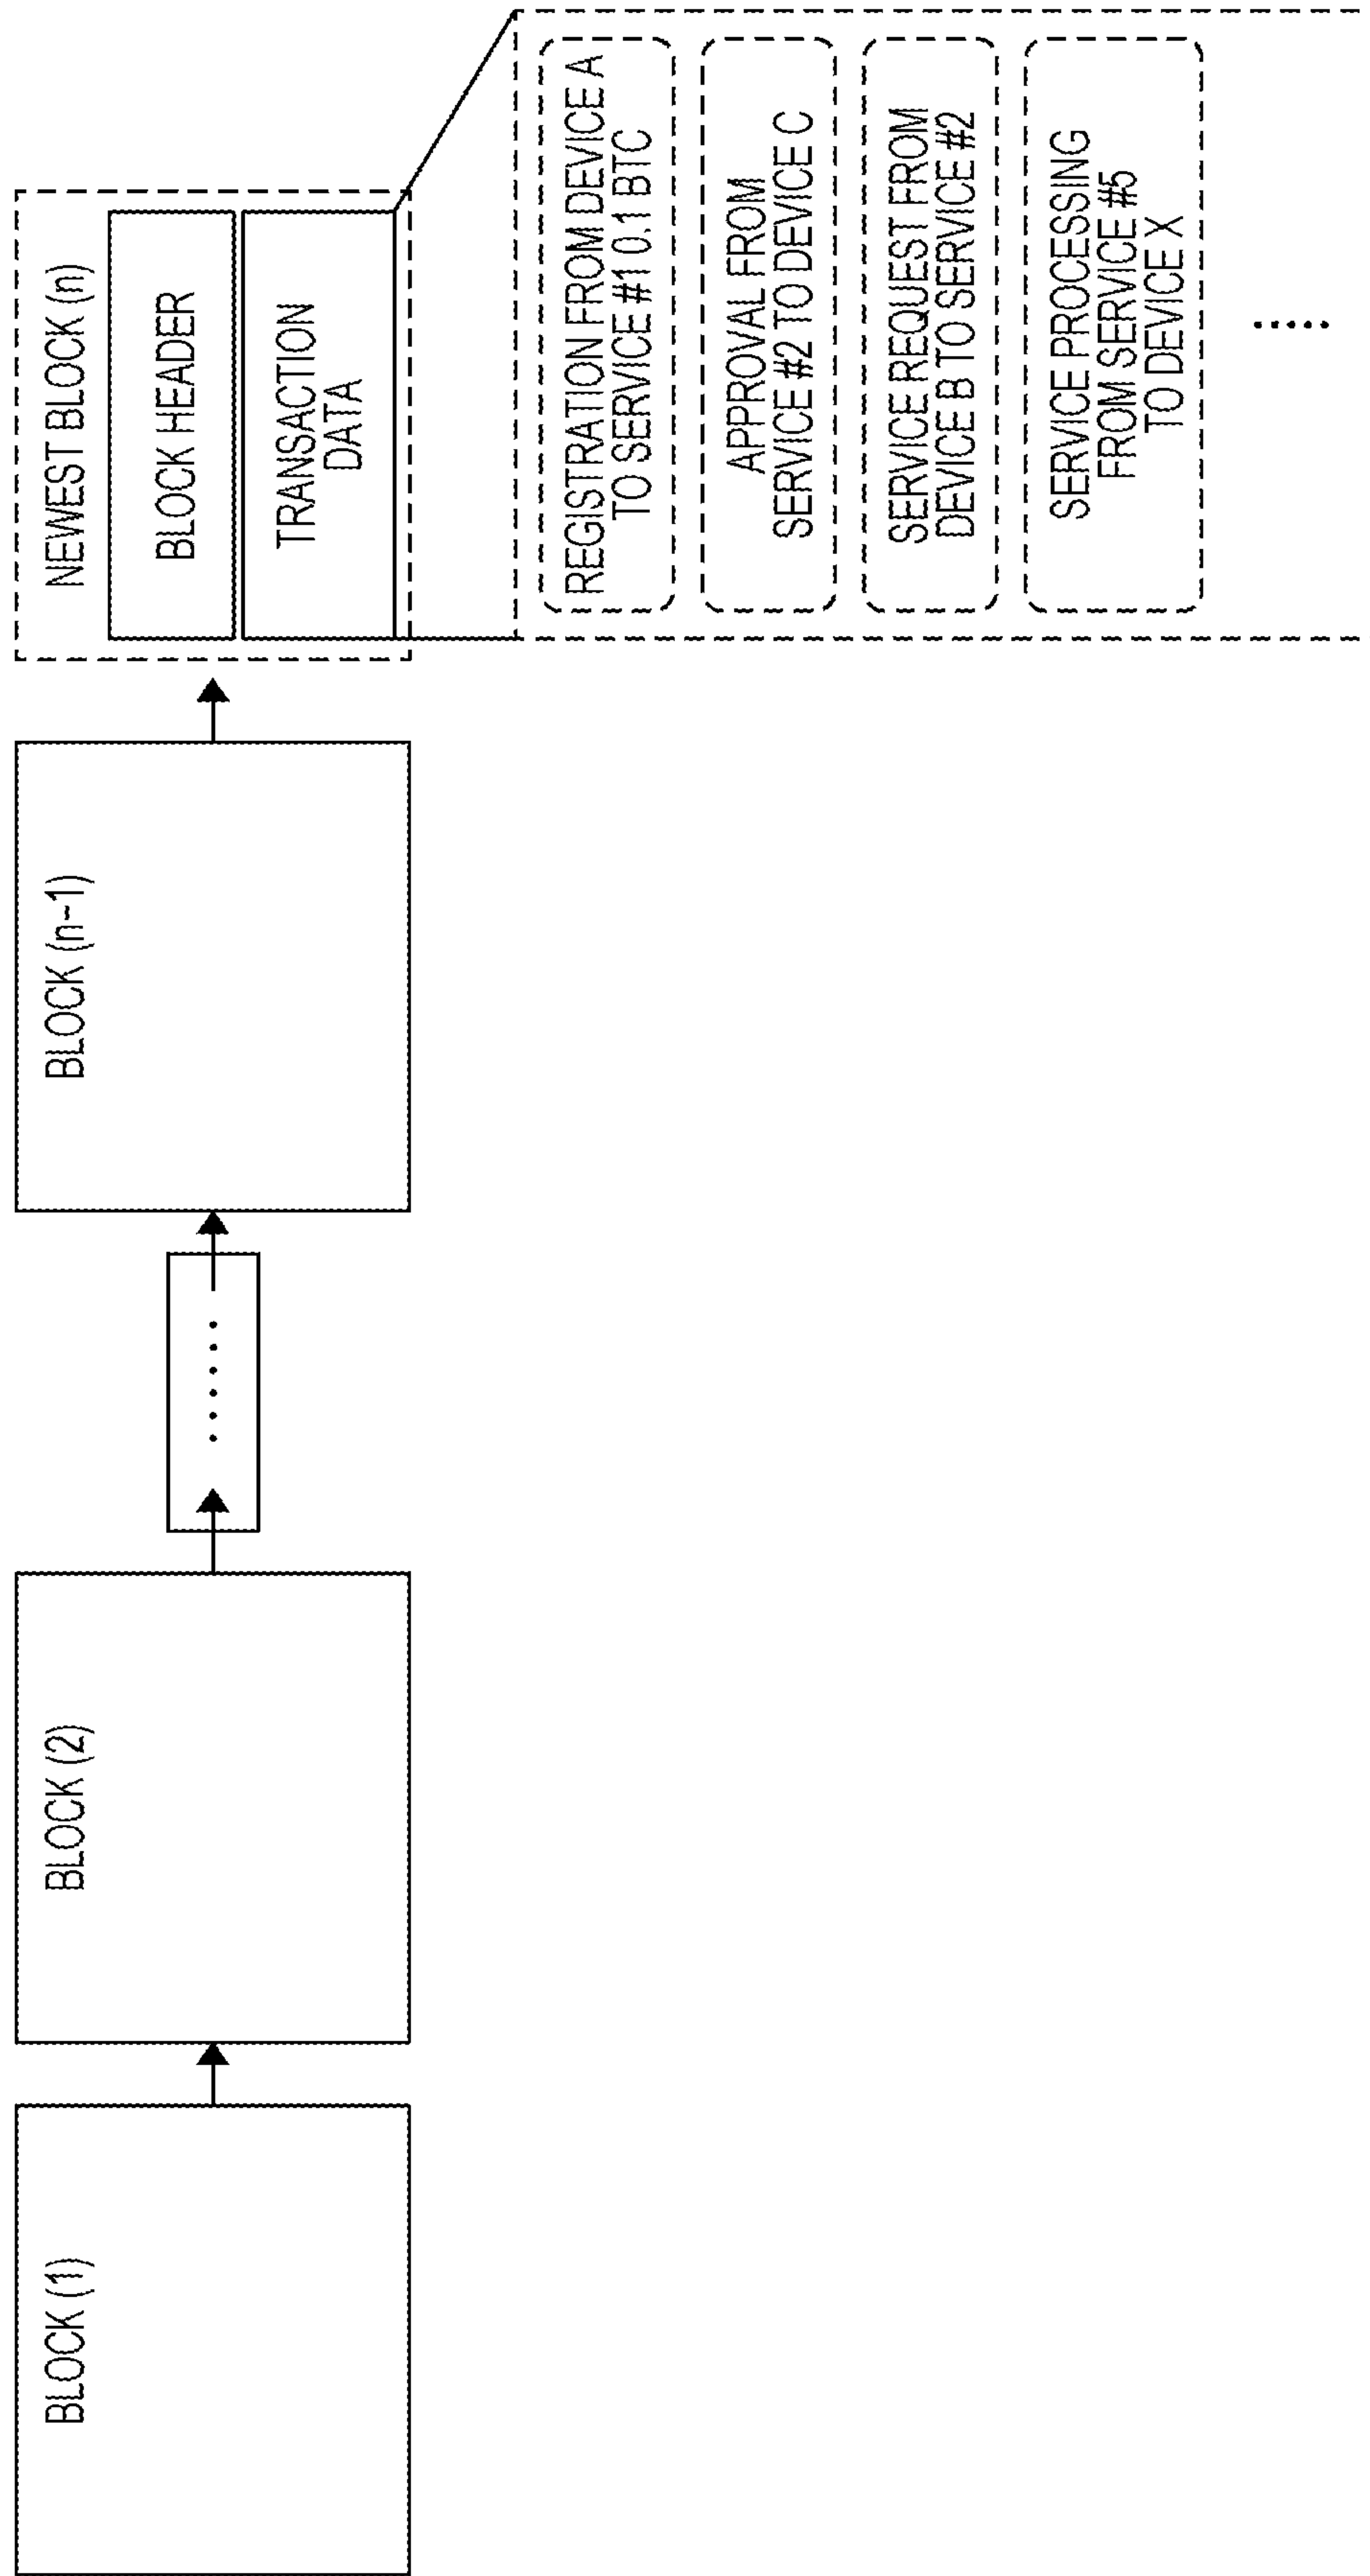 BLOCK (1)
BLOCK (2)
......
BLOCK (n-1)
NEWEST BLOCK (n)
BLOCK HEADER
TRANSACTION
DATA
REGISTRATION FROM DEVICE A
TO SERVICE #1 0.1 BTC
APPROVAL FROM
SERVICE #2 TO DEVICE C
SERVICE REQUEST FROM
DEVICE B TO SERVICE #2
SERVICE PROCESSING
FROM SERVICE #5
TO DEVICE X
.....